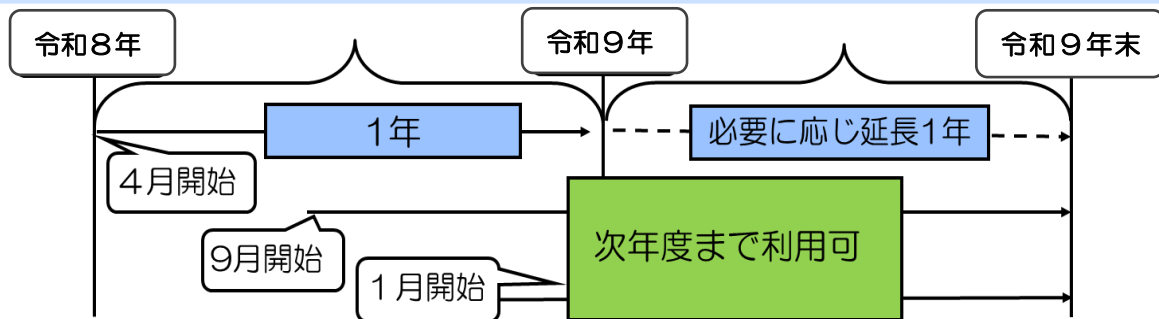 令和８年
令和９年
令和９年末
１年
必要に応じ延長１年
４月開始
９月開始
次年度まで利用可
１月開始